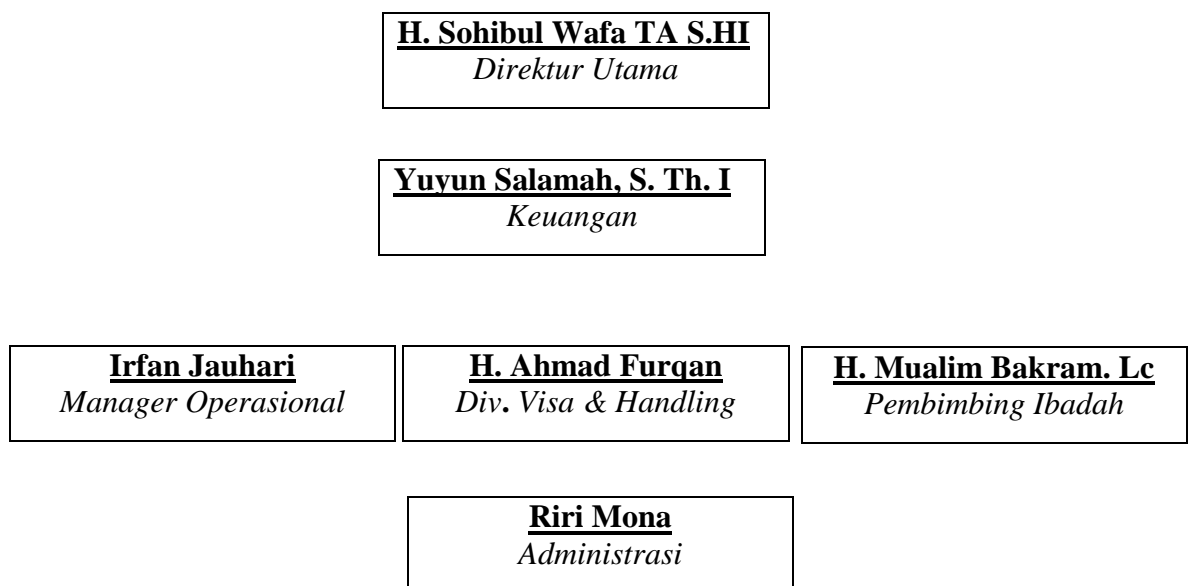 H. Sohibul Wafa TA S.HI
Direktur Utama
Yuyun Salamah, S. Th. I
Keuangan
Irfan Jauhari
Manager Operasional
H. Ahmad Furqan
Div. Visa & Handling
H. Mualim Bakram. Lc
Pembimbing Ibadah
Riri Mona
Administrasi